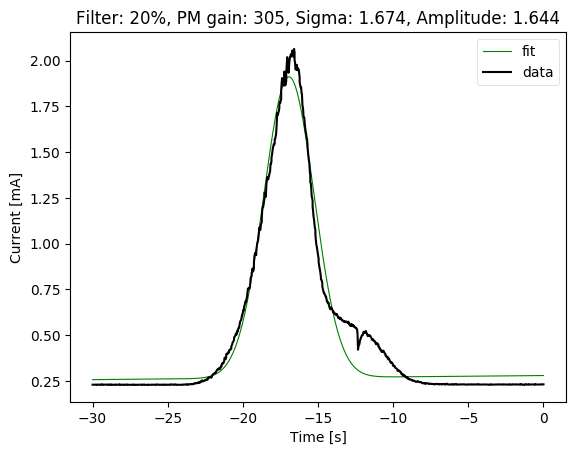 Filter: 20%, PM gain: 305, Sigma: 1.674, Amplitude: 1.644
fit
data
2.00
1.75
1.50
1.25
1.00
0.75
0.50
0.25
Current [mA]
−30 −25 −20 −15 −10 −5 0
Time [s]